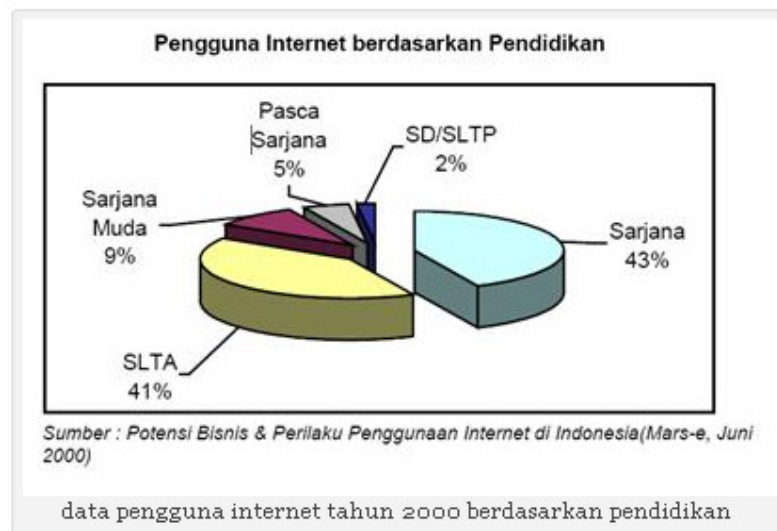 Pengguna Internet berdasarkan Pendidikan
Pasca
Sarjana
5%
SD/SLTP
2%
Sarjana
Muda
9%
Sarjana
43%
SLTA
41%
Sumber : Potensi Bisnis & Perilaku Penggunaan Internet di Indonesia(Mars-e, Juni
2000)
data pengguna internet tahun 2000 berdasarkan pendidikan